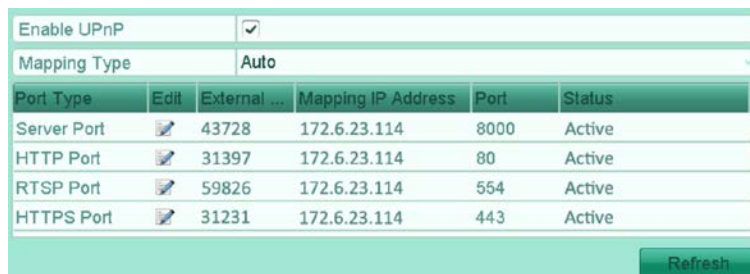 Enable UPnP
Mapping Type Auto
Port Type Edit External ... Mapping IP Address Port Status
Server Port 43728 172.6.23.114 8000 Active
HTTP Port 31397 172.6.23.114 80 Active
RTSP Port 59826 172.6.23.114 554 Active
HTTPS Port 31231 172.6.23.114 443 Active
Refresh